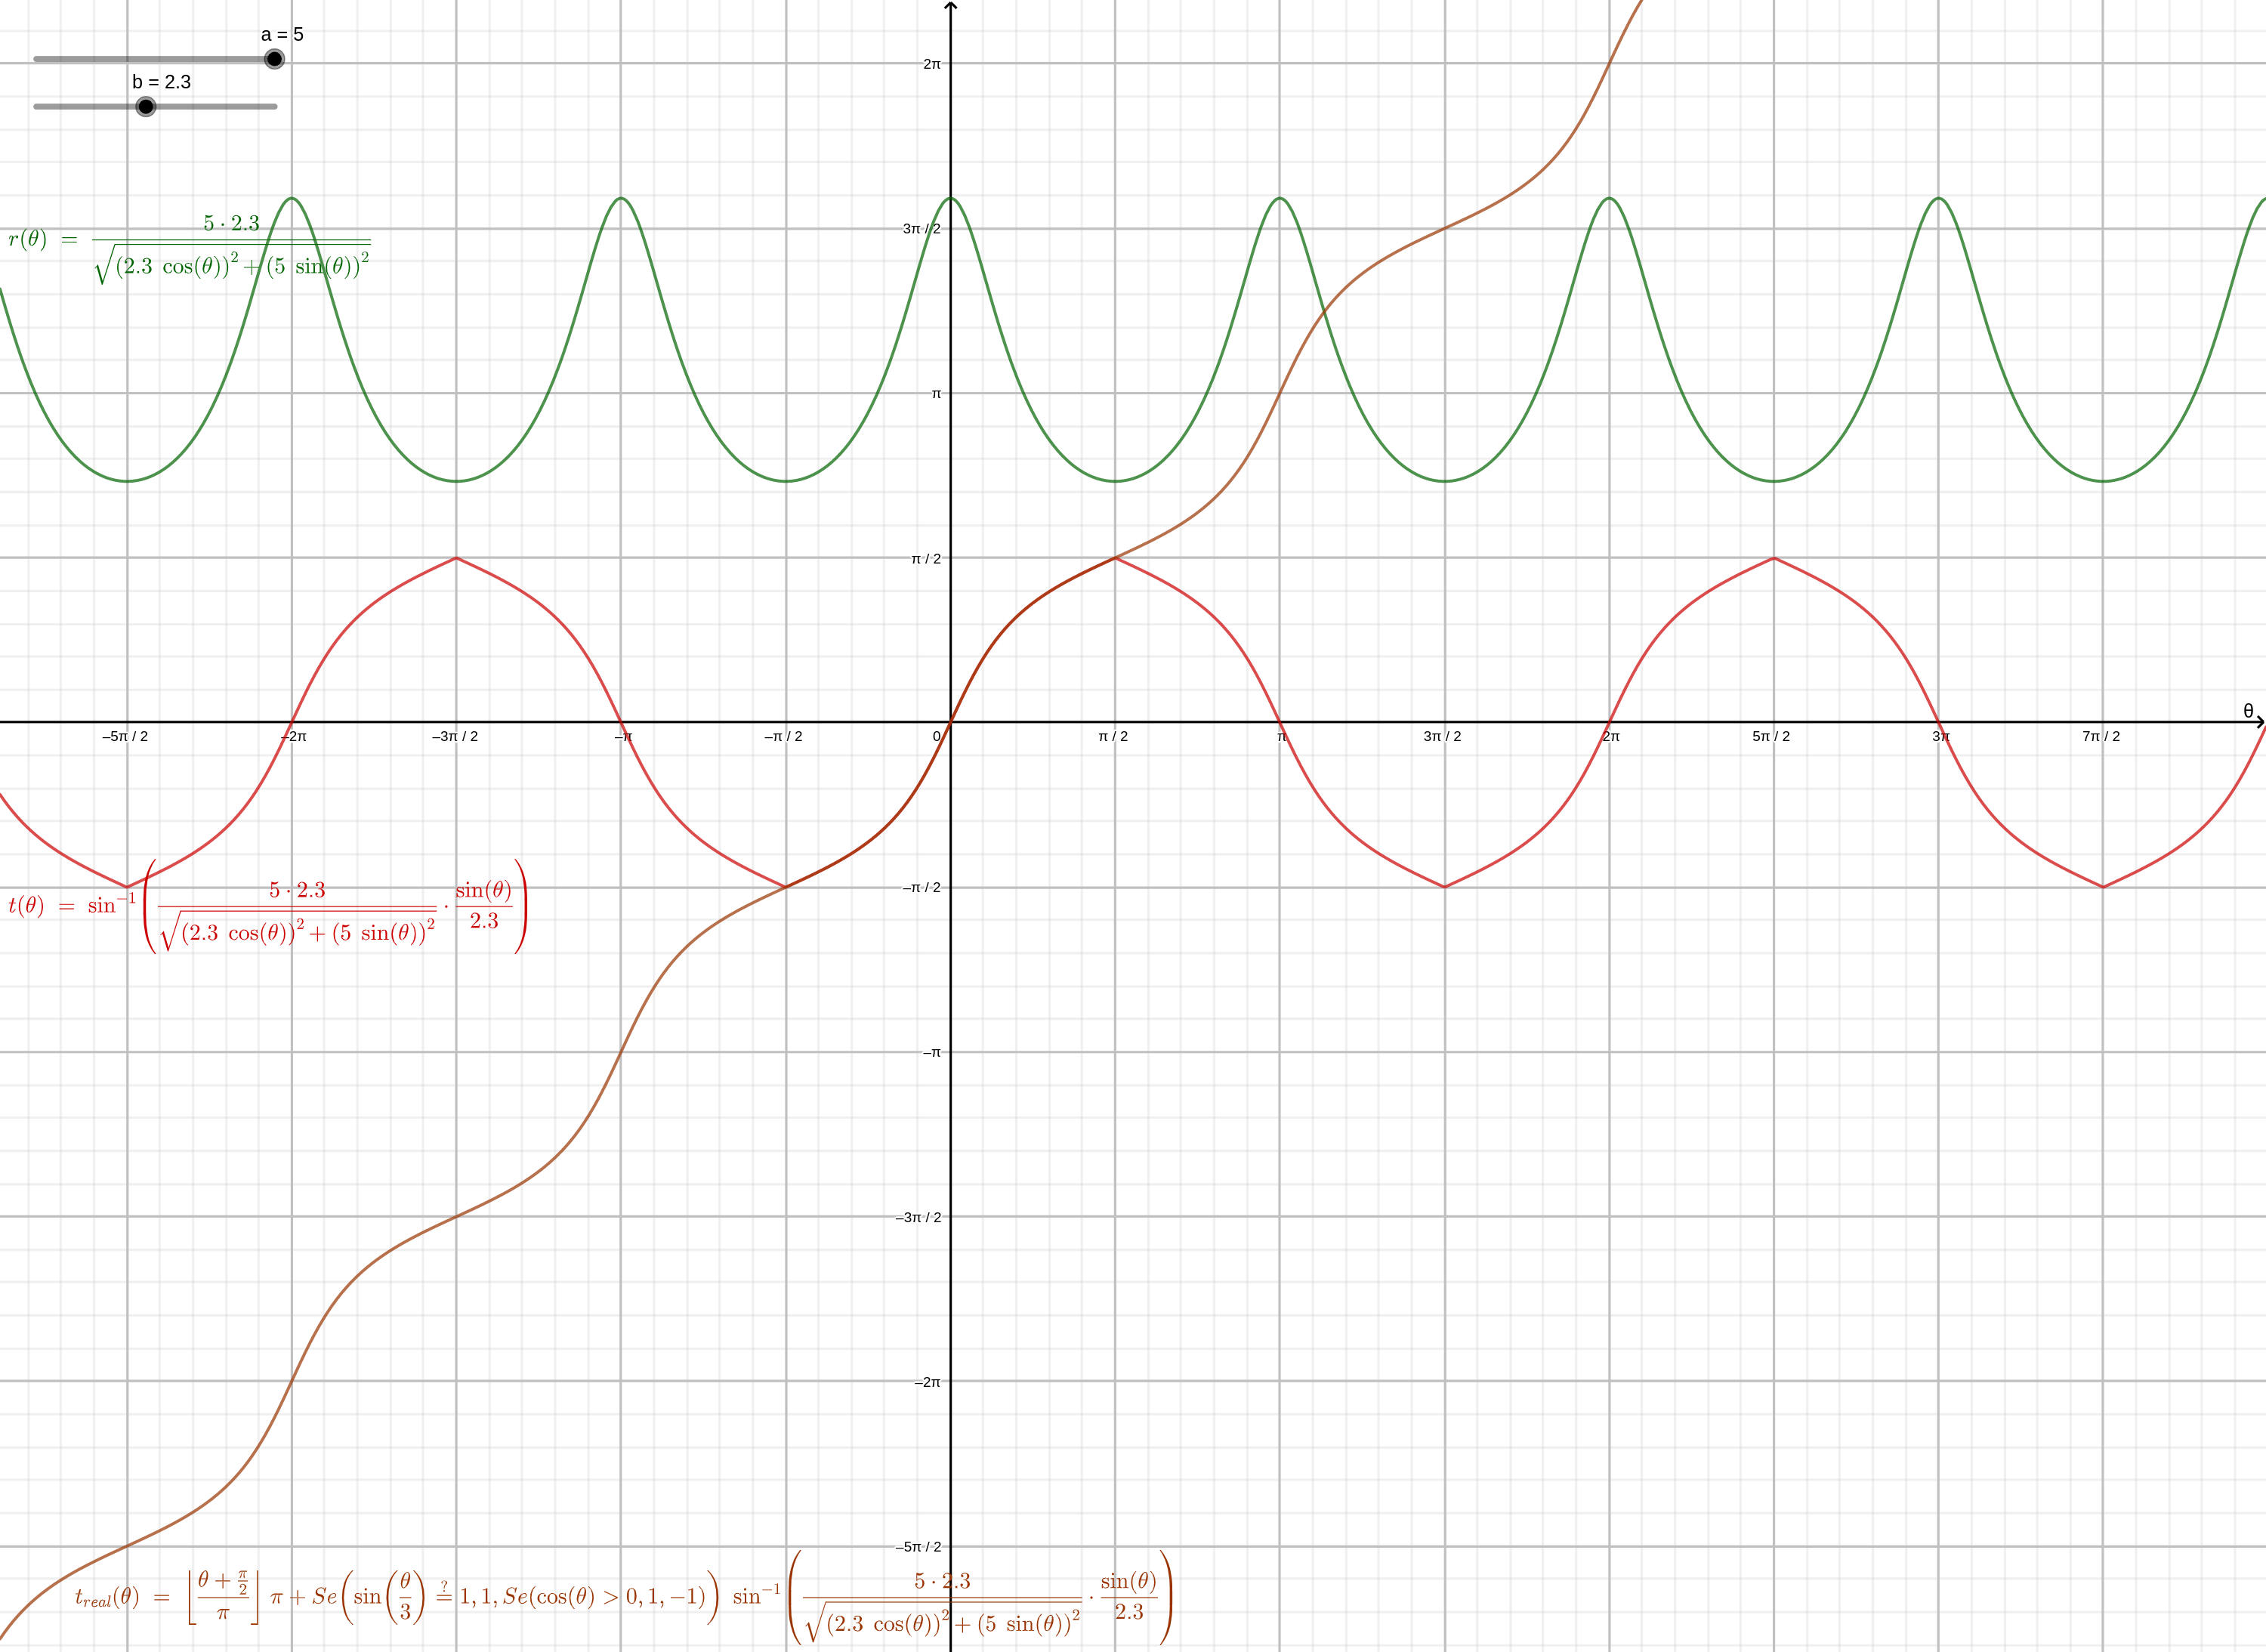 a = 5
b = 2.3
2π
r(θ) = 5 · 2.3 / √((2.3 cos(θ))² + (5 sin(θ))²)
3π / 2
π
π / 2
θ
–5π / 2 –2π –3π / 2 –π –π / 2 0 π / 2 π 3π / 2 2π 5π / 2 3π 7π / 2
–π / 2
t(θ) = sin⁻¹(5 · 2.3 / √((2.3 cos(θ))² + (5 sin(θ))²) · sin(θ) / 2.3)
–π
–3π / 2
–2π
–5π / 2
t_real(θ) = ⌊(θ + π/2) / π⌋ π + Se(sin(θ/3) ≟ 1, 1, Se(cos(θ) > 0, 1, −1)) sin⁻¹(5 · 2.3 / √((2.3 cos(θ))² + (5 sin(θ))²) · sin(θ) / 2.3)